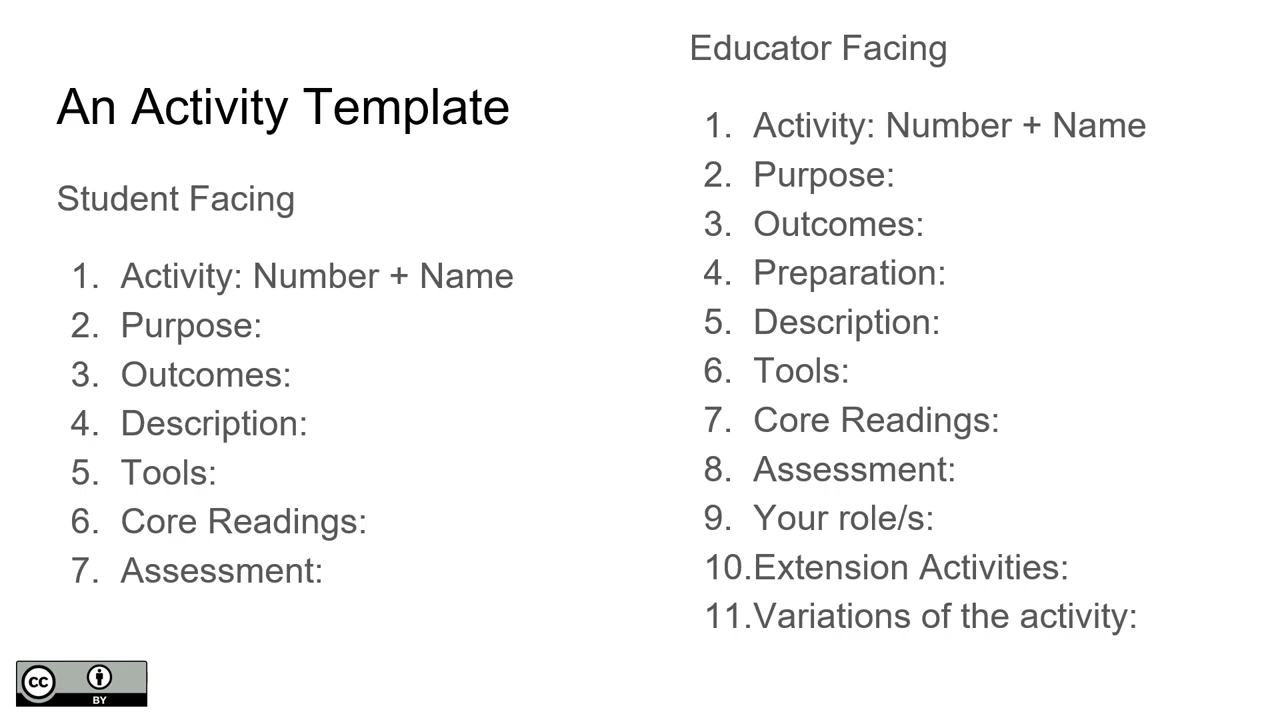 An Activity Template
Student Facing
1. Activity: Number + Name
2. Purpose:
3. Outcomes:
4. Description:
5. Tools:
6. Core Readings:
7. Assessment:
Educator Facing
1. Activity: Number + Name
2. Purpose:
3. Outcomes:
4. Preparation:
5. Description:
6. Tools:
7. Core Readings:
8. Assessment:
9. Your role/s:
10.Extension Activities:
11.Variations of the activity:
cc
BY